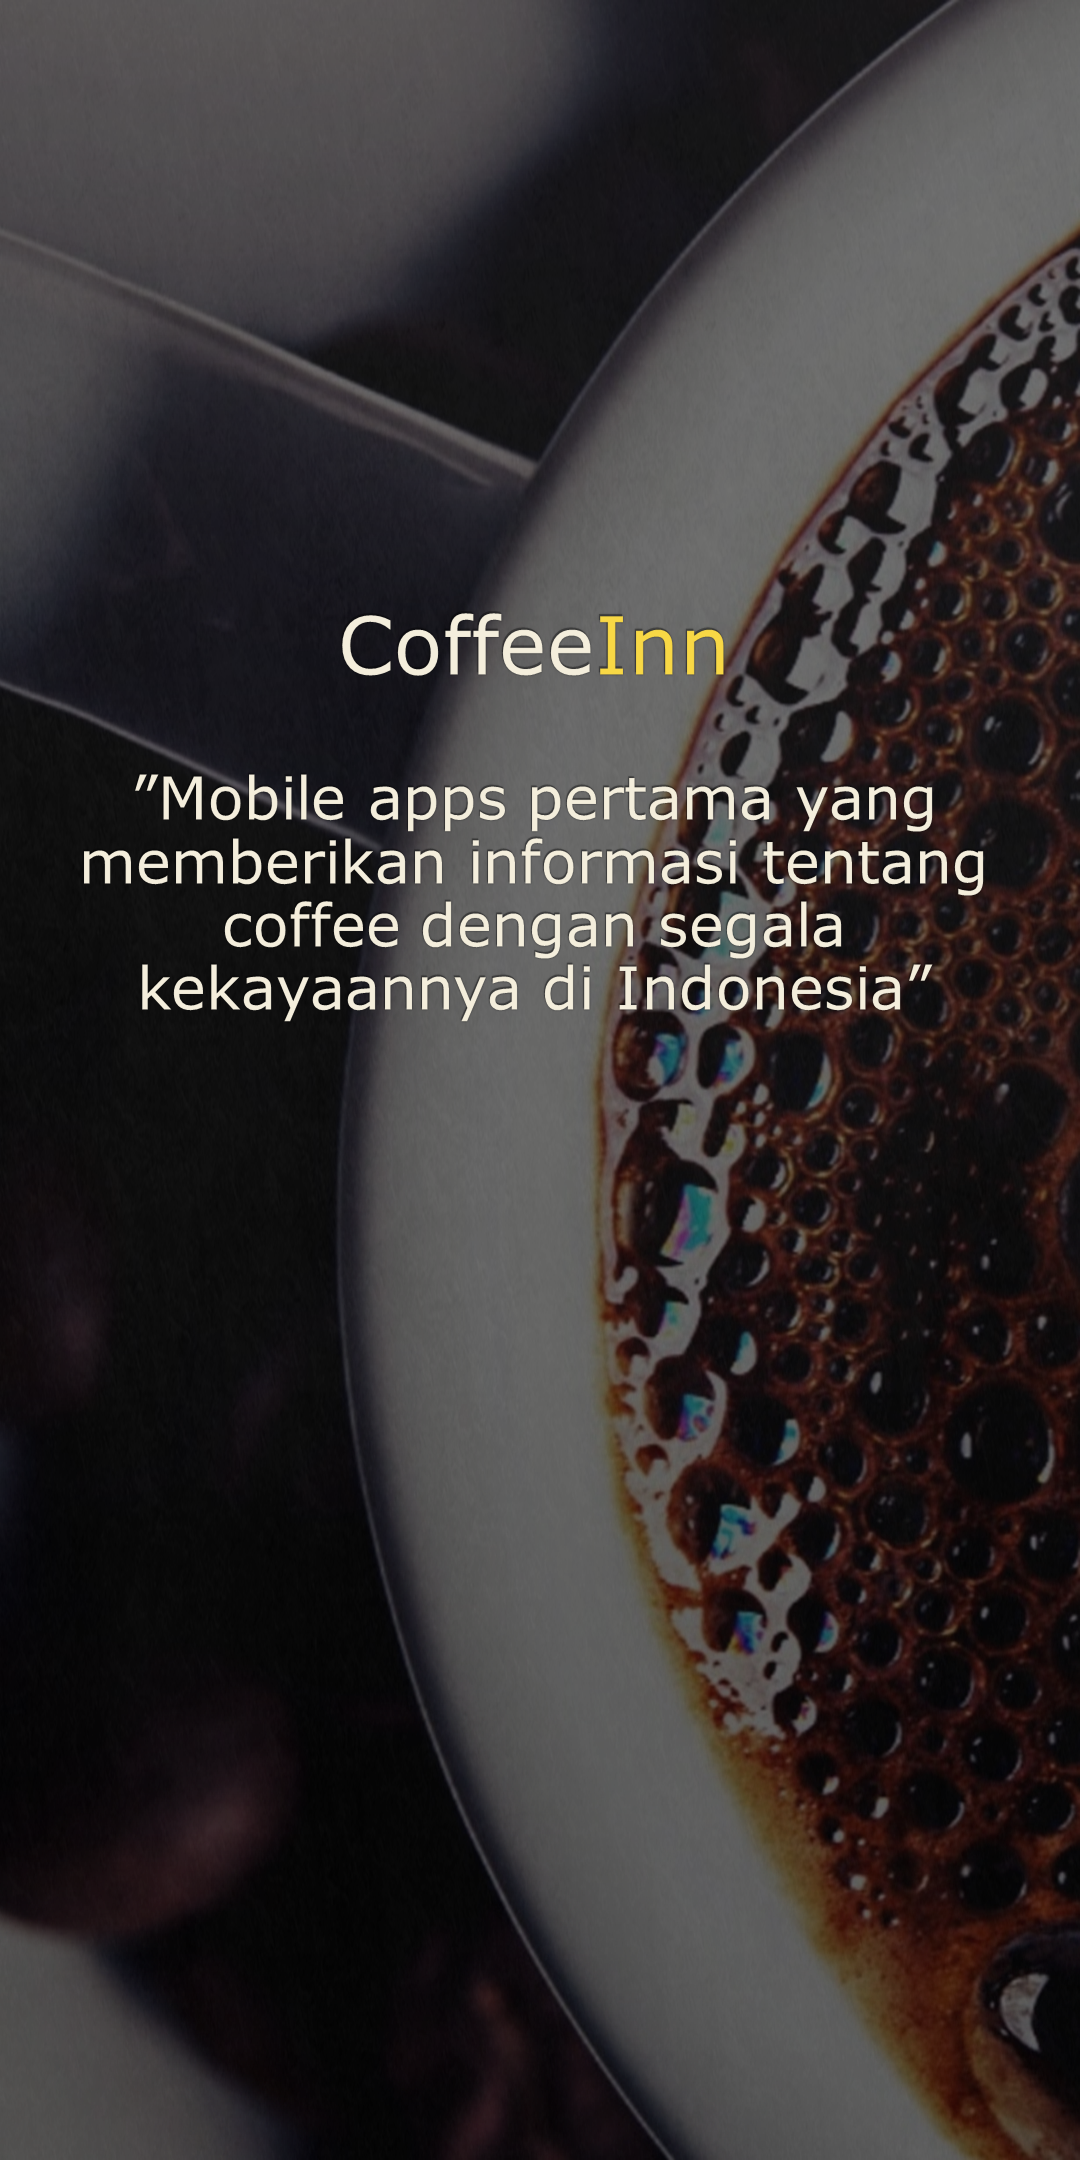 CoffeeInn
”Mobile apps pertama yang
memberikan informasi tentang
coffee dengan segala
kekayaannya di Indonesia”